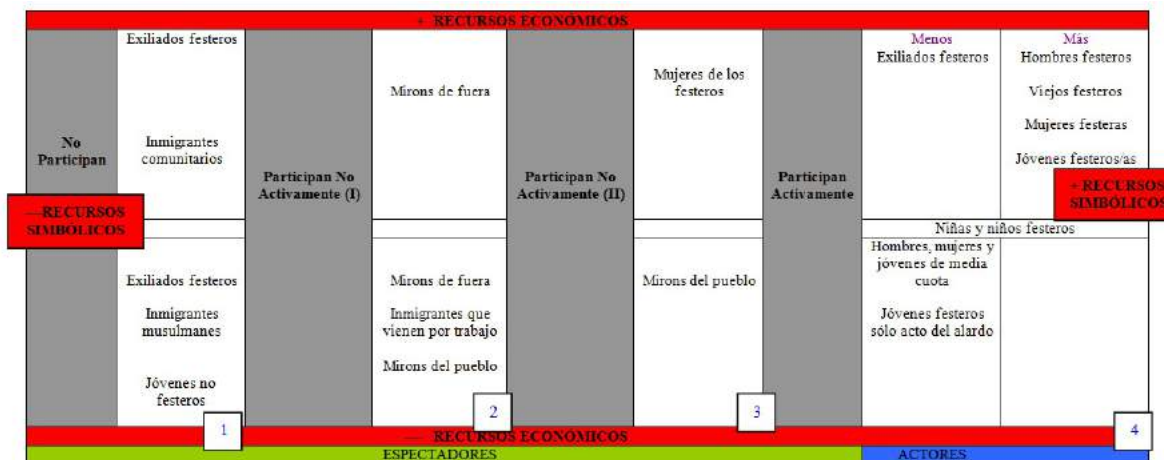 + RECURSOS ECONÓMICOS
No
Participan
Exiliados festeros
Inmigrantes
comunitarios
Participan No
Activamente (I)
Mirons de fuera
Participan No
Activamente (II)
Mujeres de los
festeros
Participan
Activamente
Menos
Exiliados festeros
Más
Hombres festeros
Viejos festeros
Mujeres festeras
Jóvenes festeros/as
—RECURSOS
SIMBÓLICOS
+ RECURSOS
SIMBÓLICOS
Niñas y niños festeros
Exiliados festeros
Inmigrantes
musulmanes
Jóvenes no
festeros
Mirons de fuera
Inmigrantes que
vienen por trabajo
Mirons del pueblo
Mirons del pueblo
Hombres, mujeres y
jóvenes de media
cuota
Jóvenes festeros
sólo acto del alardo
1
2
3
4
— RECURSOS ECONÓMICOS
ESPECTADORES
ACTORES